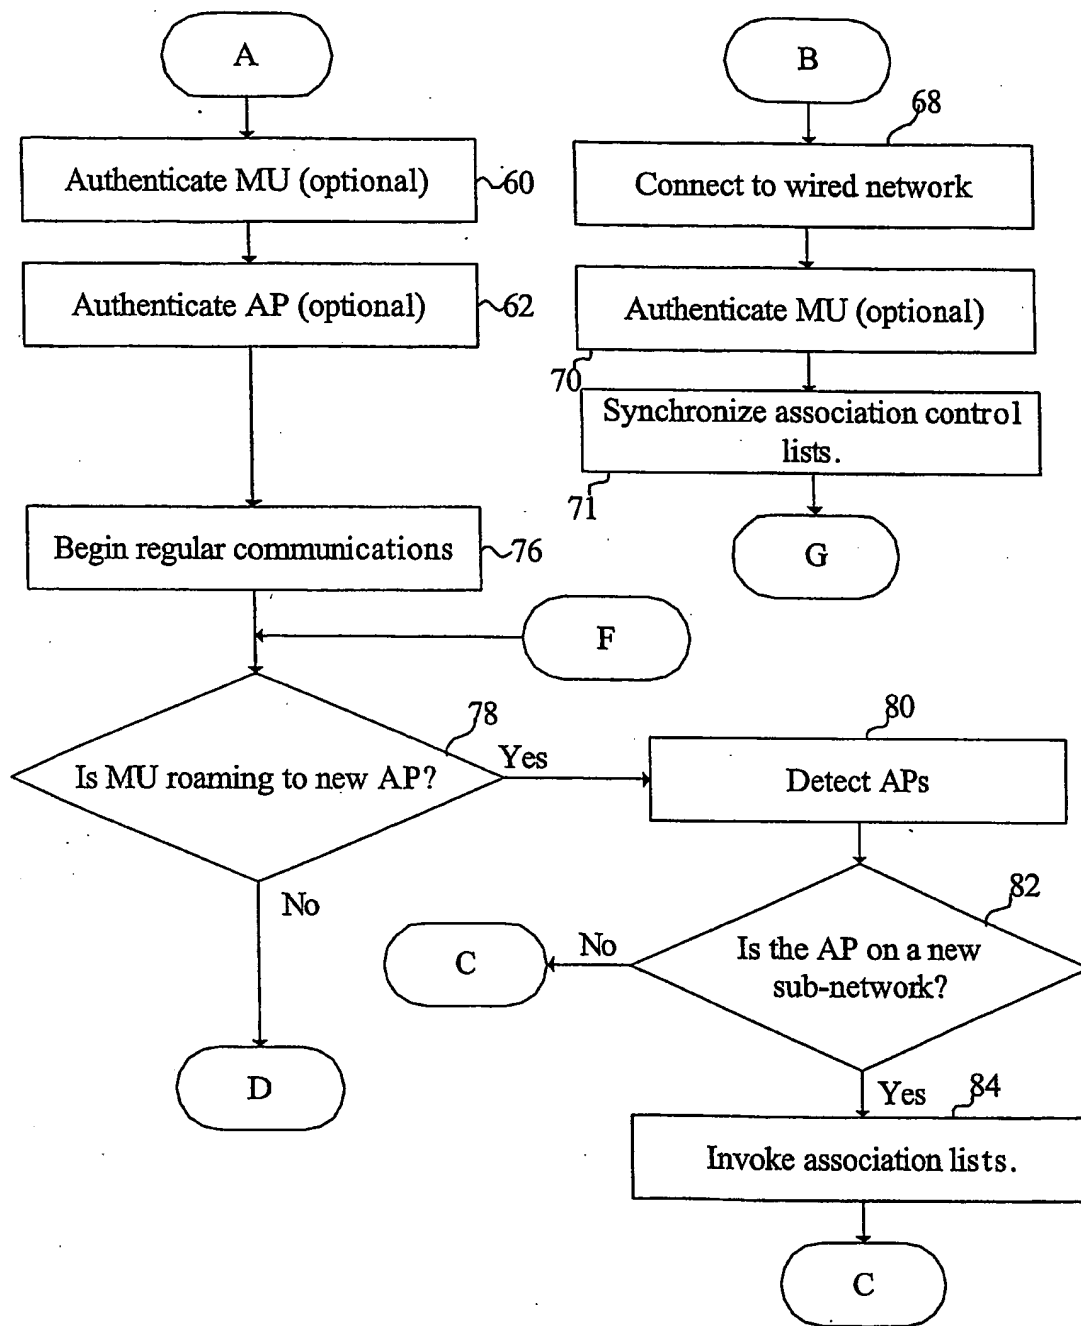 A
Authenticate MU (optional)
60
Authenticate AP (optional)
62
Begin regular communications
76
F
Is MU roaming to new AP?
78
Yes
No
D
B
68
Connect to wired network
Authenticate MU (optional)
70
Synchronize association control
lists.
71
G
80
Detect APs
82
Is the AP on a new
sub-network?
No
C
Yes
84
Invoke association lists.
C